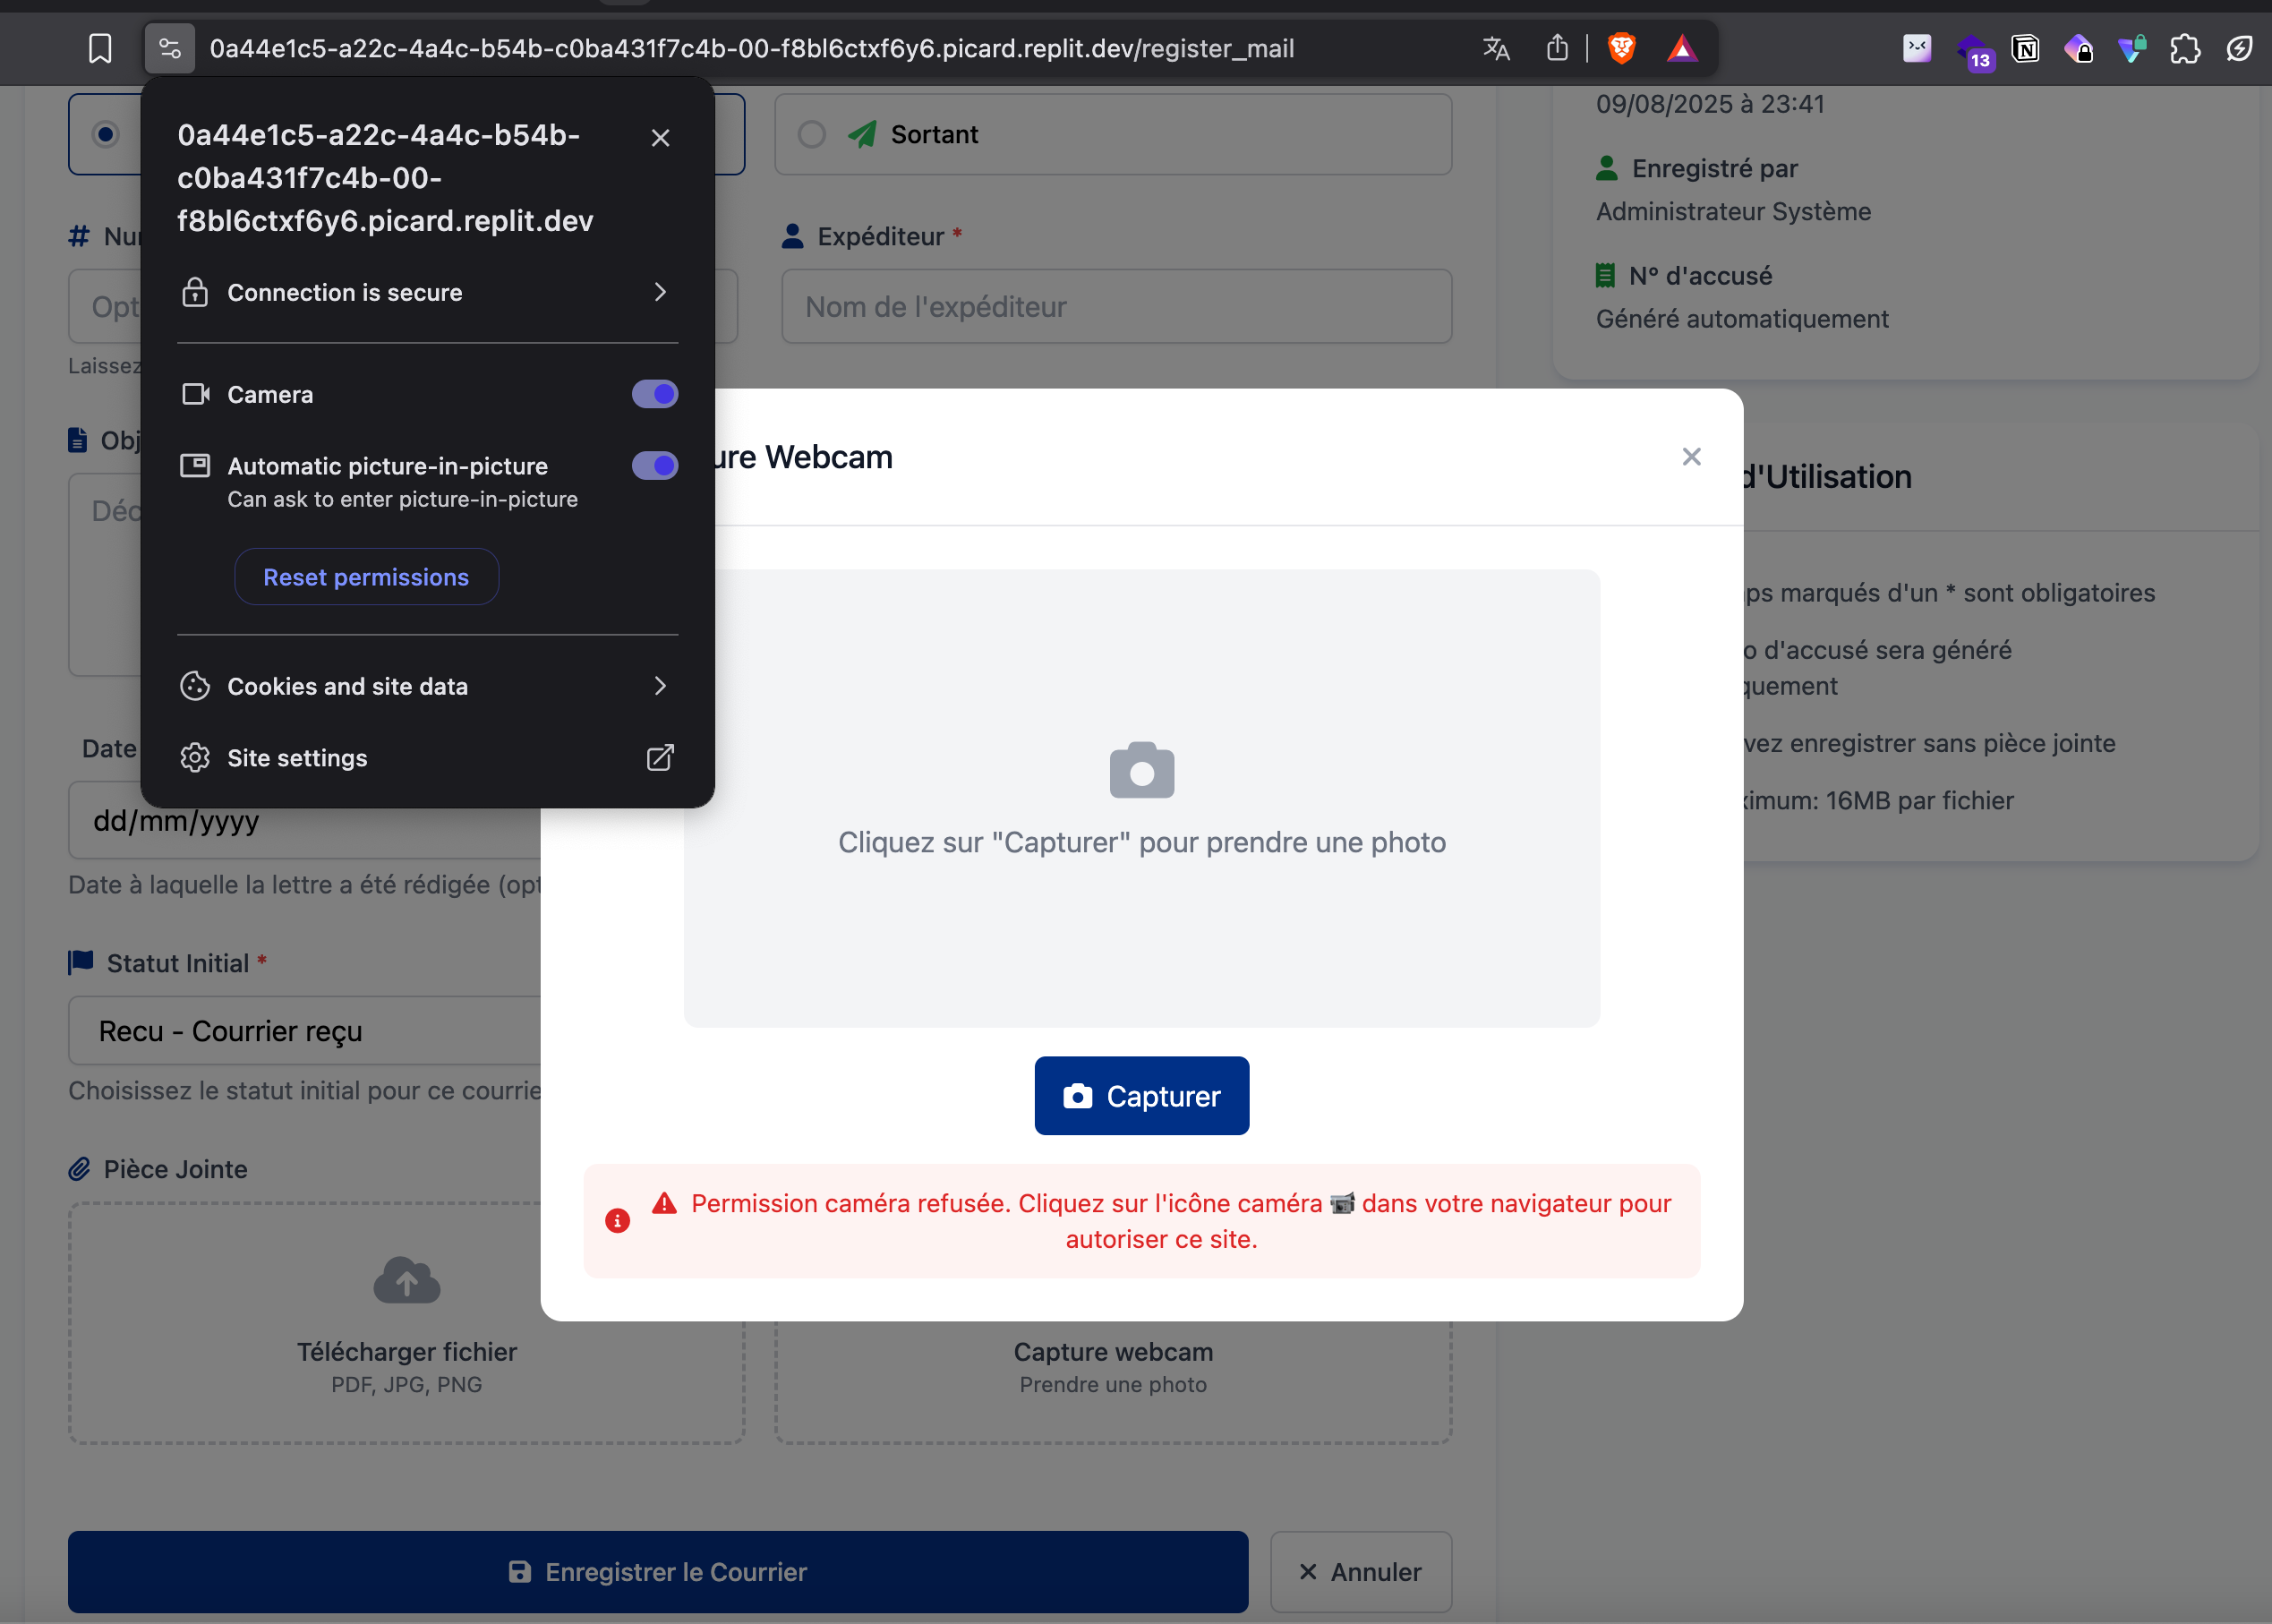 0a44e1c5-a22c-4a4c-b54b-c0ba431f7c4b-00-f8bl6ctxf6y6.picard.replit.dev/register_mail
13
0a44e1c5-a22c-4a4c-b54b-
c0ba431f7c4b-00-
f8bl6ctxf6y6.picard.replit.dev
Connection is secure
Camera
Automatic picture-in-picture
Can ask to enter picture-in-picture
Reset permissions
Cookies and site data
Site settings
Sortant
# Nu
Expéditeur *
Opt
Nom de l'expéditeur
Laissez
Obj
Déc
Date
dd/mm/yyyy
Date à laquelle la lettre a été rédigée (opt
Statut Initial *
Recu - Courrier reçu
Choisissez le statut initial pour ce courrie
Pièce Jointe
Télécharger fichier
PDF, JPG, PNG
Capture webcam
Prendre une photo
Enregistrer le Courrier
Annuler
ure Webcam
Cliquez sur "Capturer" pour prendre une photo
Capturer
Permission caméra refusée. Cliquez sur l'icône caméra 📹 dans votre navigateur pour
autoriser ce site.
09/08/2025 à 23:41
Enregistré par
Administrateur Système
N° d'accusé
Généré automatiquement
d'Utilisation
ps marqués d'un * sont obligatoires
o d'accusé sera généré
quement
vez enregistrer sans pièce jointe
ximum: 16MB par fichier